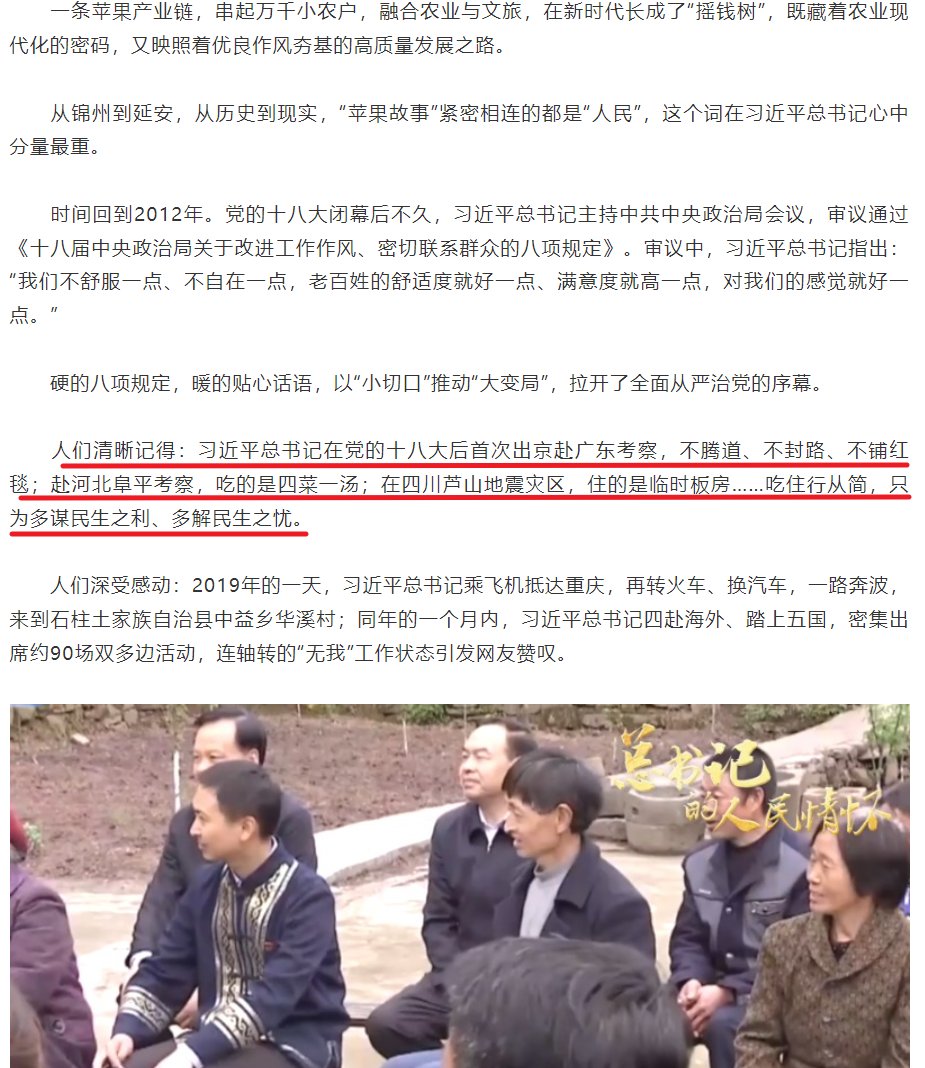 一条苹果产业链，串起万千小农户，融合农业与文旅，在新时代长成了“摇钱树”，既藏着农业现
代化的密码，又映照着优良作风夯基的高质量发展之路。
从锦州到延安，从历史到现实，“苹果故事”紧密相连的都是“人民”，这个词在习近平总书记心中
分量最重。
时间回到2012年。党的十八大闭幕后不久，习近平总书记主持中共中央政治局会议，审议通过
《十八届中央政治局关于改进工作作风、密切联系群众的八项规定》。审议中，习近平总书记指出：
“我们不舒服一点、不自在一点，老百姓的舒适度就好一点、满意度就高一点，对我们的感觉就好一
点。”
硬的八项规定，暖的贴心话语，以“小切口”推动“大变局”，拉开了全面从严治党的序幕。
人们清晰记得：习近平总书记在党的十八大后首次出京赴广东考察，不腾道、不封路、不铺红
毯；赴河北阜平考察，吃的是四菜一汤；在四川芦山地震灾区，住的是临时板房……吃住行从简，只
为多谋民生之利、多解民生之忧。
人们深受感动：2019年的一天，习近平总书记乘飞机抵达重庆，再转火车、换汽车，一路奔波，
来到石柱土家族自治县中益乡华溪村；同年的一个月内，习近平总书记四赴海外、踏上五国，密集出
席约90场双多边活动，连轴转的“无我”工作状态引发网友赞叹。
总书记
的人民情怀